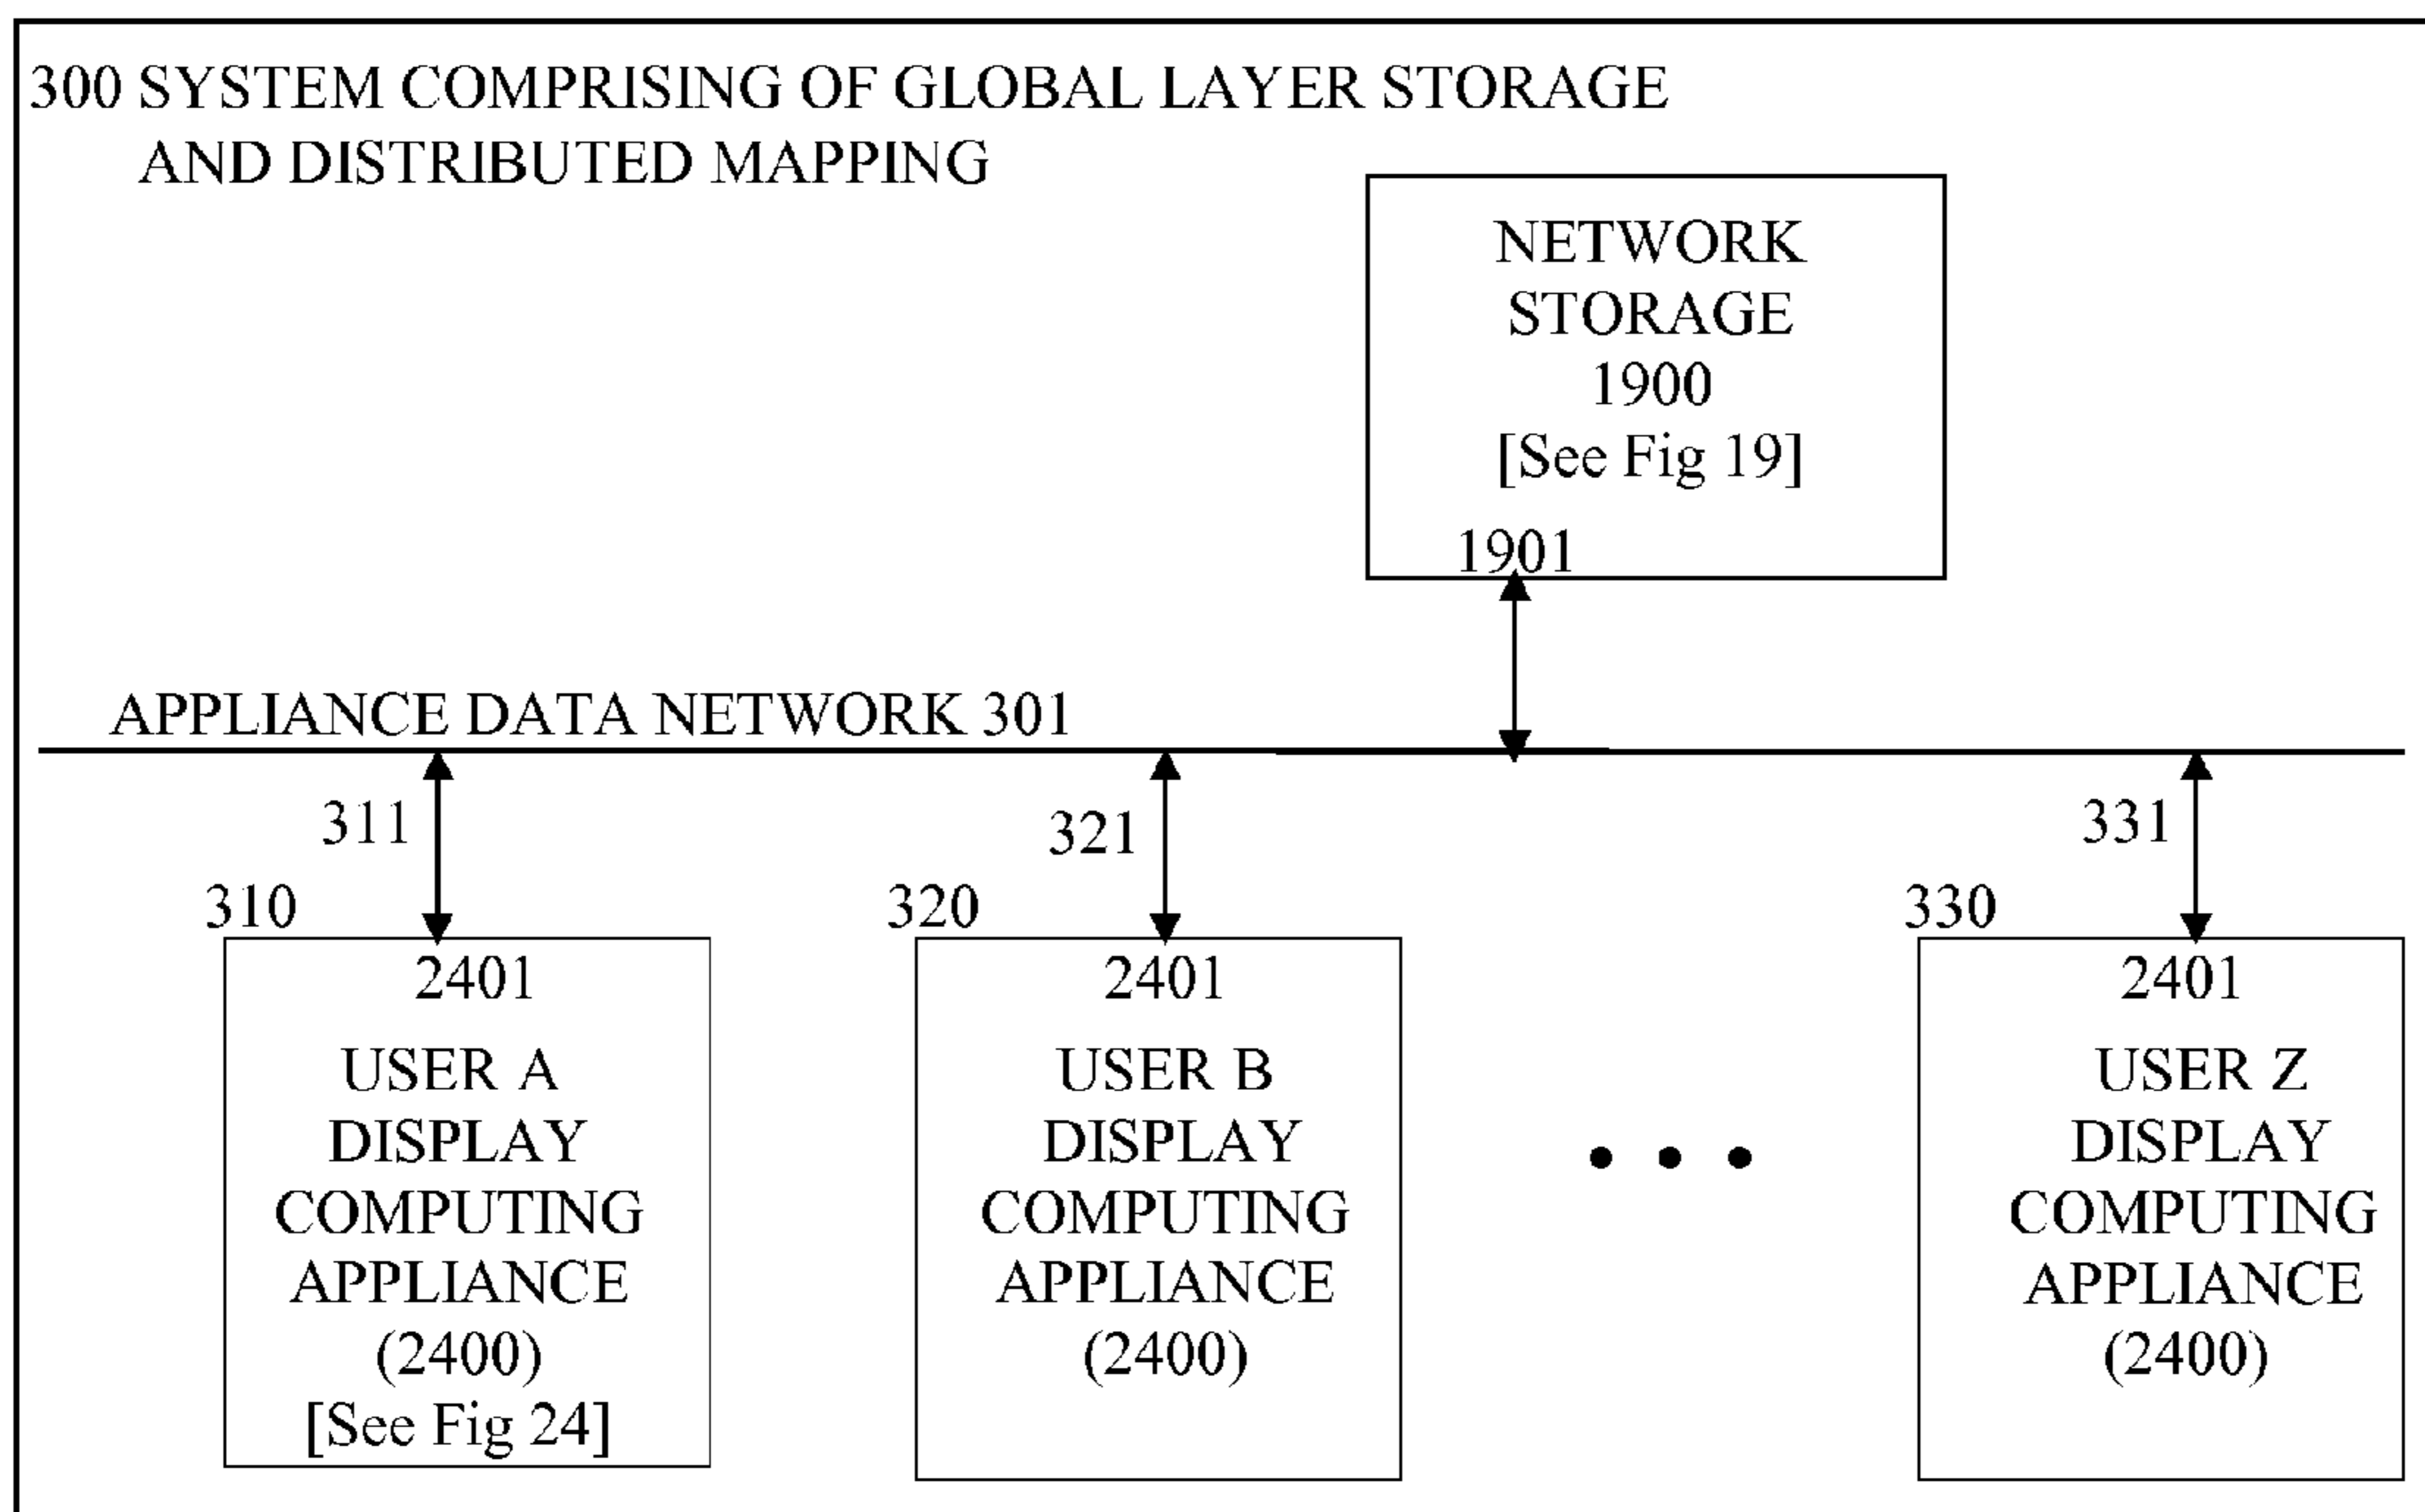 300 SYSTEM COMPRISING OF GLOBAL LAYER STORAGE
AND DISTRIBUTED MAPPING
NETWORK
STORAGE
1900
[See Fig 19]
1901
APPLIANCE DATA NETWORK 301
311
321
331
310
320
330
2401
USER A
DISPLAY
COMPUTING
APPLIANCE
(2400)
[See Fig 24]
2401
USER B
DISPLAY
COMPUTING
APPLIANCE
(2400)
• • •
2401
USER Z
DISPLAY
COMPUTING
APPLIANCE
(2400)